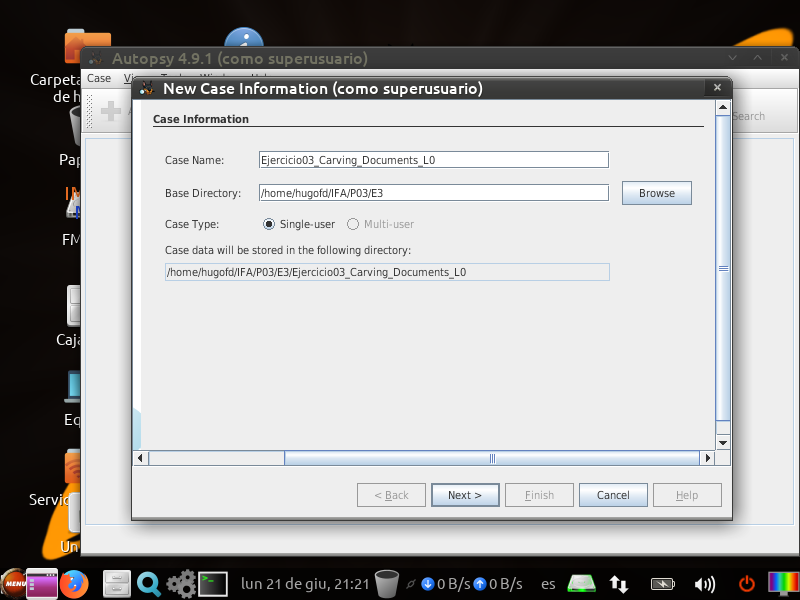 Carpeta
de h
Pap
FM
Caja
Eq
Servic
Un
Autopsy 4.9.1 (como superusuario)
Case
Search
New Case Information (como superusuario)
Case Information
Case Name: Ejercicio03_Carving_Documents_L0
Base Directory: /home/hugofd/IFA/P03/E3 Browse
Case Type: Single-user Multi-user
Case data will be stored in the following directory:
/home/hugofd/IFA/P03/E3/Ejercicio03_Carving_Documents_L0
< Back Next > Finish Cancel Help
MENU lun 21 de giu, 21:21 0 B/s 0 B/s es